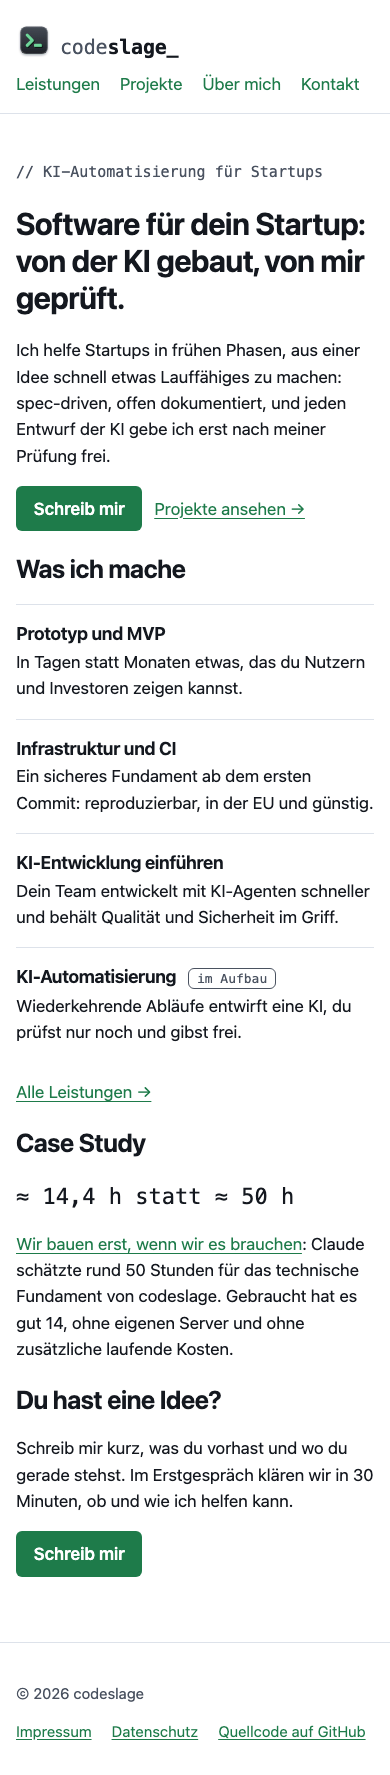 codeslage_
Leistungen Projekte Über mich Kontakt
// KI-Automatisierung für Startups
Software für dein Startup:
von der KI gebaut, von mir
geprüft.
Ich helfe Startups in frühen Phasen, aus einer
Idee schnell etwas Lauffähiges zu machen:
spec-driven, offen dokumentiert, und jeden
Entwurf der KI gebe ich erst nach meiner
Prüfung frei.
Schreib mir Projekte ansehen →
Was ich mache
Prototyp und MVP
In Tagen statt Monaten etwas, das du Nutzern
und Investoren zeigen kannst.
Infrastruktur und CI
Ein sicheres Fundament ab dem ersten
Commit: reproduzierbar, in der EU und günstig.
KI-Entwicklung einführen
Dein Team entwickelt mit KI-Agenten schneller
und behält Qualität und Sicherheit im Griff.
KI-Automatisierung im Aufbau
Wiederkehrende Abläufe entwirft eine KI, du
prüfst nur noch und gibst frei.
Alle Leistungen →
Case Study
≈ 14,4 h statt ≈ 50 h
Wir bauen erst, wenn wir es brauchen: Claude
schätzte rund 50 Stunden für das technische
Fundament von codeslage. Gebraucht hat es
gut 14, ohne eigenen Server und ohne
zusätzliche laufende Kosten.
Du hast eine Idee?
Schreib mir kurz, was du vorhast und wo du
gerade stehst. Im Erstgespräch klären wir in 30
Minuten, ob und wie ich helfen kann.
Schreib mir
© 2026 codeslage
Impressum Datenschutz Quellcode auf GitHub